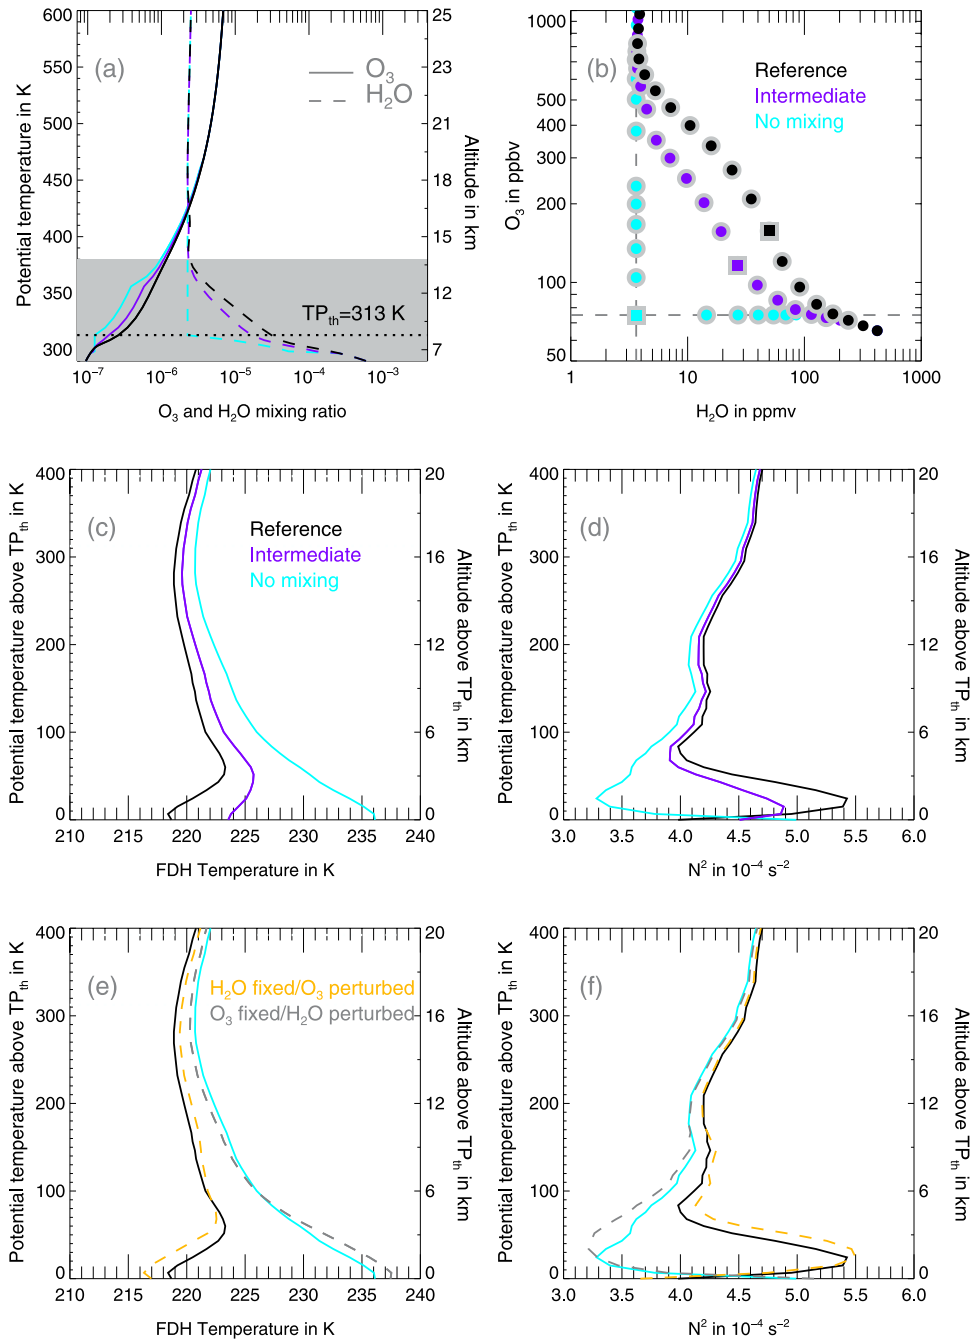 (a)
O3
H2O
TPth=313 K
Potential temperature in K
600
550
500
450
400
350
300
25
23
21
18
15
12
7
Altitude in km
10-7
10-6
10-5
10-4
10-3
O3 and H2O mixing ratio
(b)
Reference
Intermediate
No mixing
O3 in ppbv
1000
500
400
300
200
100
50
1
10
100
1000
H2O in ppmv
(c)
Reference
Intermediate
No mixing
Potential temperature above TPth in K
400
300
200
100
0
20
16
12
6
0
Altitude above TPth in km
210
215
220
225
230
235
240
FDH Temperature in K
(d)
Potential temperature above TPth in K
400
300
200
100
0
20
16
12
6
0
Altitude above TPth in km
3.0
3.5
4.0
4.5
5.0
5.5
6.0
N² in 10-4 s-2
(e)
H2O fixed/O3 perturbed
O3 fixed/H2O perturbed
Potential temperature above TPth in K
400
300
200
100
0
20
16
12
6
0
Altitude above TPth in km
210
215
220
225
230
235
240
FDH Temperature in K
(f)
Potential temperature above TPth in K
400
300
200
100
0
20
16
12
6
0
Altitude above TPth in km
3.0
3.5
4.0
4.5
5.0
5.5
6.0
N² in 10-4 s-2